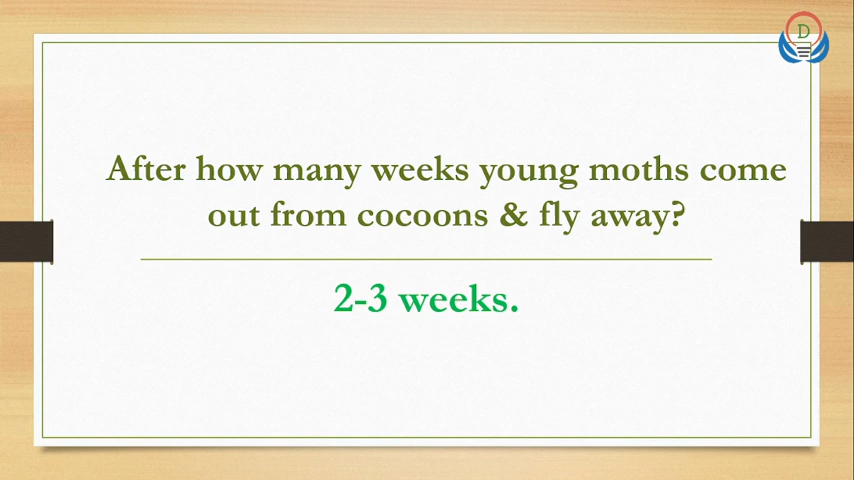 D
After how many weeks young moths come
out from cocoons & fly away?
2-3 weeks.